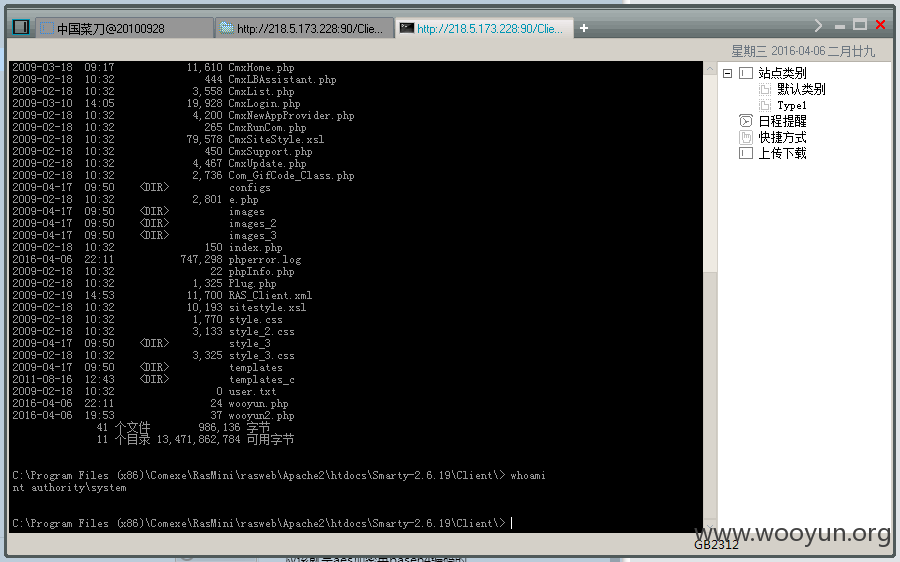 中国菜刀@20100928
http://218.5.173.228:90/Clie...
http://218.5.173.228:90/Clie...
星期三 2016-04-06 二月廿九
2009-03-18 09:17 11,610 CmxHome.php
2009-02-18 10:32 444 CmxLBAssistant.php
2009-02-18 10:32 3,558 CmxList.php
2009-03-10 14:05 19,928 CmxLogin.php
2009-02-18 10:32 4,200 CmxNewAppProvider.php
2009-02-18 10:32 265 CmxRunCom.php
2009-02-18 10:32 79,578 CmxSiteStyle.xsl
2009-02-18 10:32 450 CmxSupport.php
2009-02-18 10:32 4,467 CmxUpdate.php
2009-02-18 10:32 2,736 Com_GifCode_Class.php
2009-04-17 09:50 <DIR> configs
2009-02-18 10:32 2,801 e.php
2009-04-17 09:50 <DIR> images
2009-04-17 09:50 <DIR> images_2
2009-04-17 09:50 <DIR> images_3
2009-02-18 10:32 150 index.php
2016-04-06 22:11 747,298 phperror.log
2009-02-18 10:32 22 phpInfo.php
2009-02-18 10:32 1,325 Plug.php
2009-02-19 14:53 11,700 RAS_Client.xml
2009-02-18 10:32 10,193 sitestyle.xsl
2009-02-18 10:32 1,770 style.css
2009-02-18 10:32 3,133 style_2.css
2009-04-17 09:50 <DIR> style_3
2009-02-18 10:32 3,325 style_3.css
2009-04-17 09:50 <DIR> templates
2011-08-16 12:43 <DIR> templates_c
2009-02-18 10:32 0 user.txt
2016-04-06 22:11 24 wooyun.php
2016-04-06 19:53 37 wooyun2.php
41 个文件 986,136 字节
11 个目录 13,471,862,784 可用字节
C:\Program Files (x86)\Comexe\RasMini\rasweb\Apache2\htdocs\Smarty-2.6.19\Client\> whoami
nt authority\system
C:\Program Files (x86)\Comexe\RasMini\rasweb\Apache2\htdocs\Smarty-2.6.19\Client\>
站点类别
默认类别
Type1
日程提醒
快捷方式
上传下载
www.wooyun.org
GB2312